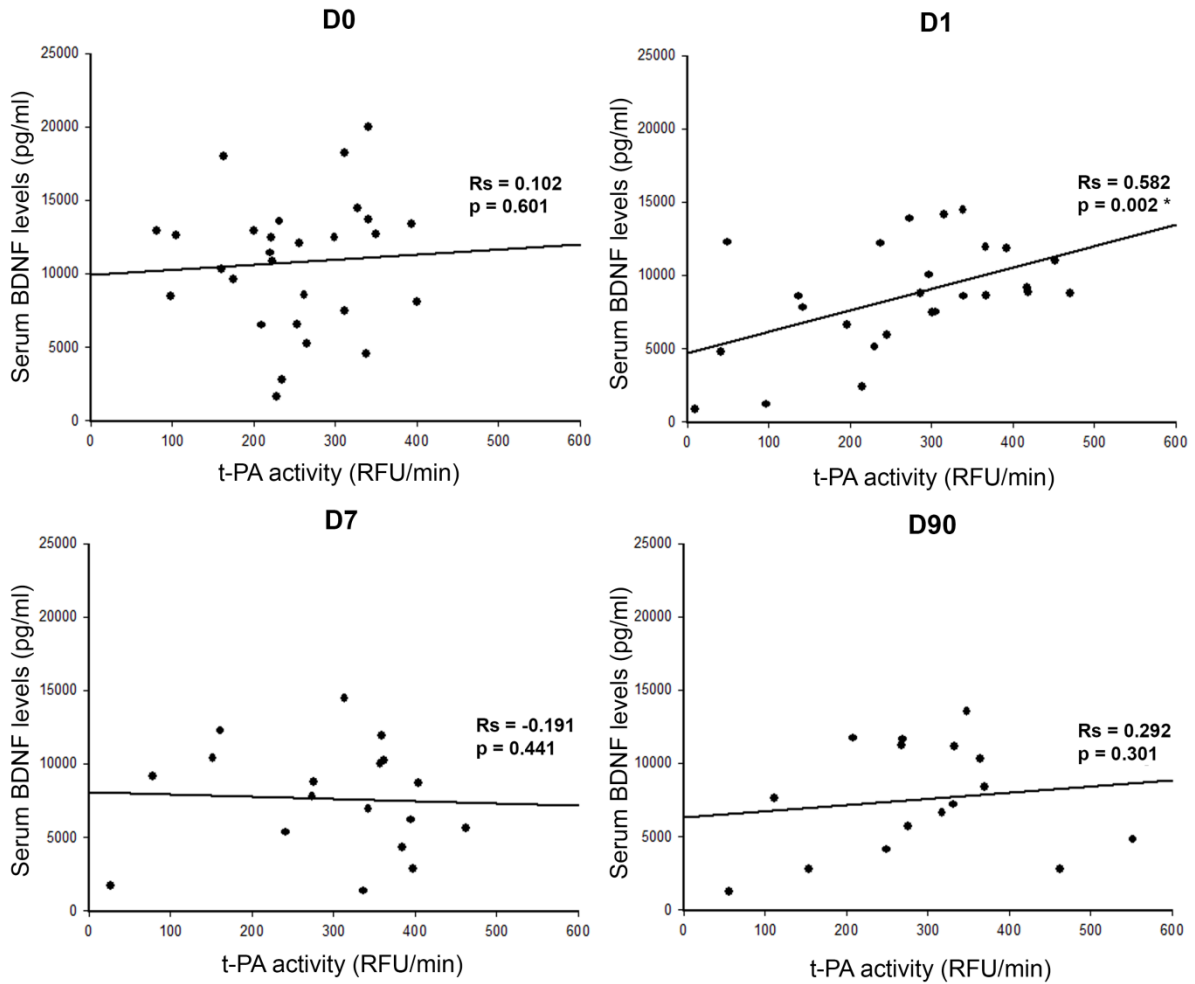 D0
Serum BDNF levels (pg/ml)
25000
20000
15000
10000
5000
0
Rs = 0.102
p = 0.601
0 100 200 300 400 500 600
t-PA activity (RFU/min)
D1
Serum BDNF levels (pg/ml)
25000
20000
15000
10000
5000
0
Rs = 0.582
p = 0.002 *
0 100 200 300 400 500 600
t-PA activity (RFU/min)
D7
Serum BDNF levels (pg/ml)
25000
20000
15000
10000
5000
0
Rs = -0.191
p = 0.441
0 100 200 300 400 500 600
t-PA activity (RFU/min)
D90
Serum BDNF levels (pg/ml)
25000
20000
15000
10000
5000
0
Rs = 0.292
p = 0.301
0 100 200 300 400 500 600
t-PA activity (RFU/min)